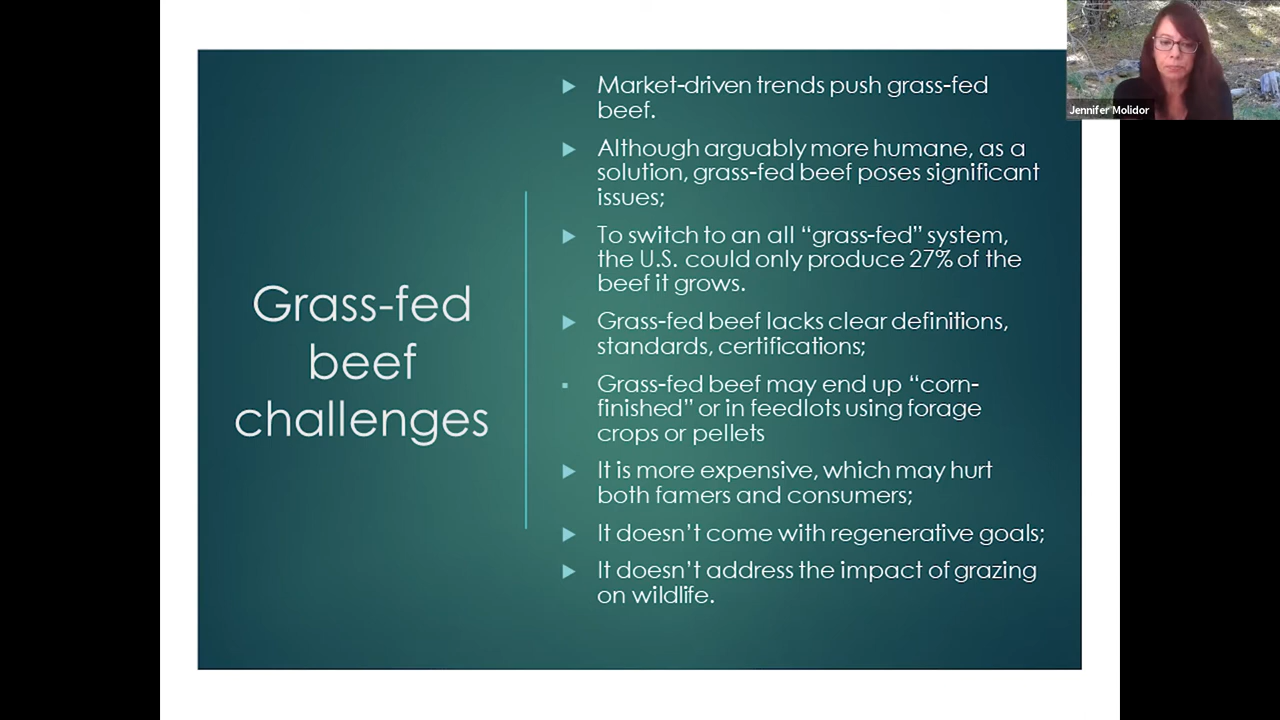 Grass-fed
beef
challenges
Market-driven trends push grass-fed
beef.
Although arguably more humane, as a
solution, grass-fed beef poses significant
issues;
To switch to an all “grass-fed” system,
the U.S. could only produce 27% of the
beef it grows.
Grass-fed beef lacks clear definitions,
standards, certifications;
Grass-fed beef may end up “corn-
finished” or in feedlots using forage
crops or pellets
It is more expensive, which may hurt
both famers and consumers;
It doesn’t come with regenerative goals;
It doesn’t address the impact of grazing
on wildlife.
Jennifer Molidor